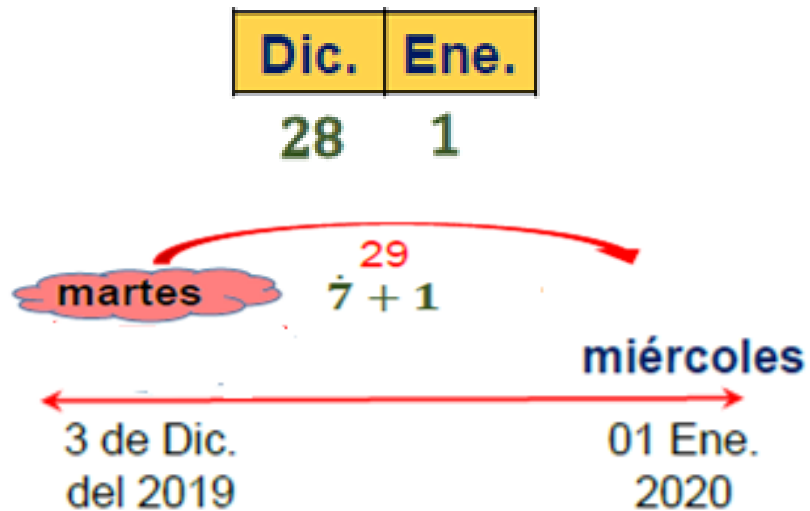 Dic. Ene.
28 1
29
martes 7̇ + 1
miércoles
3 de Dic. 01 Ene.
del 2019 2020